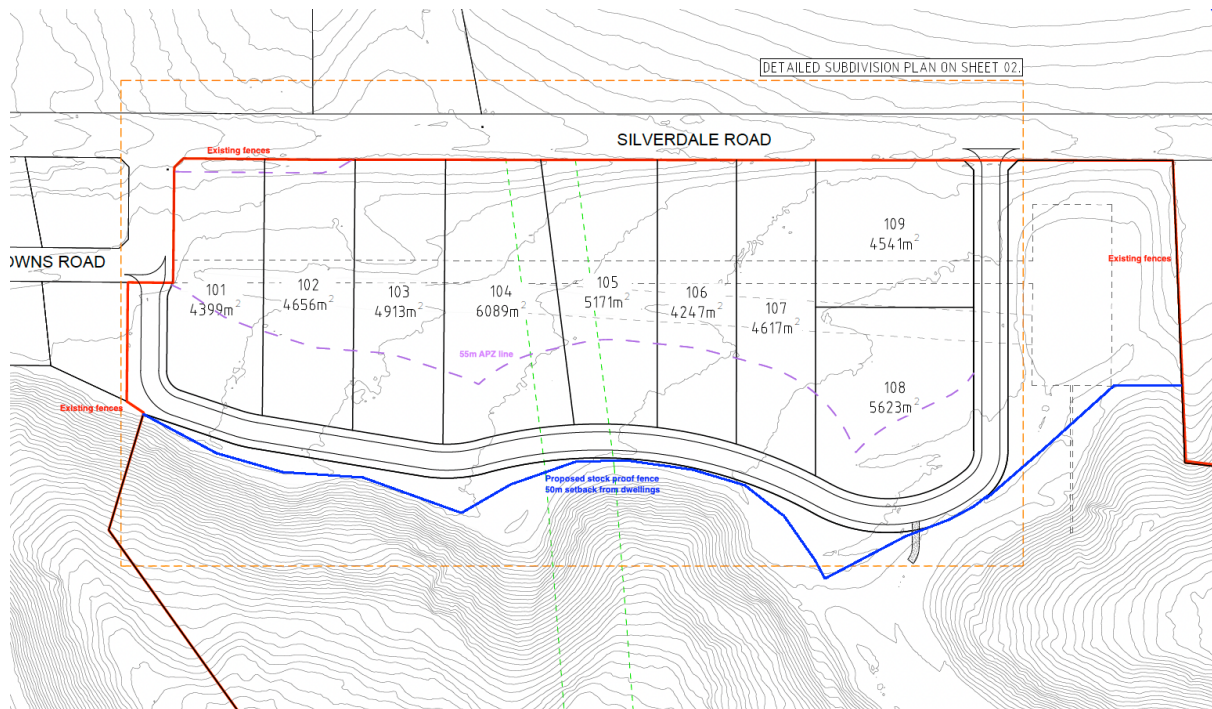 DETAILED SUBDIVISION PLAN ON SHEET 02.
SILVERDALE ROAD
Existing fences
OWNS ROAD
109
4541m²
Existing fences
101
4399m²
102
4656m²
103
4913m²
104
6089m²
105
5171m²
106
4247m²
107
4617m²
55m APZ line
108
5623m²
Existing fences
Proposed stock proof fence
50m setback from dwellings